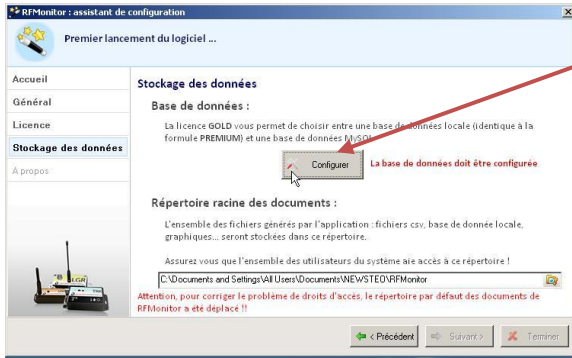 RFMonitor : assistant de configuration
Premier lancement du logiciel ...
Accueil
Général
Licence
Stockage des données
A propos
Stockage des données
Base de données :
La licence GOLD vous permet de choisir entre une base de données locale (identique à la
formule PREMIUM) et une base de données MySQL
Configurer
La base de données doit être configurée
Répertoire racine des documents :
L'ensemble des fichiers générés par l'application : fichiers csv, base de donnée locale,
graphiques... seront stockées dans ce répertoire.
Assurez vous que l'ensemble des utilisateurs du système aie accès à ce répertoire !
C:\Documents and Settings\All Users\Documents\NEWSTEO\RFMonitor
Attention, pour corriger le problème de droits d'accès, le répertoire par défaut des documents de
RFMonitor a été déplacé !!
< Précédent
Suivant >
Terminer
LGR